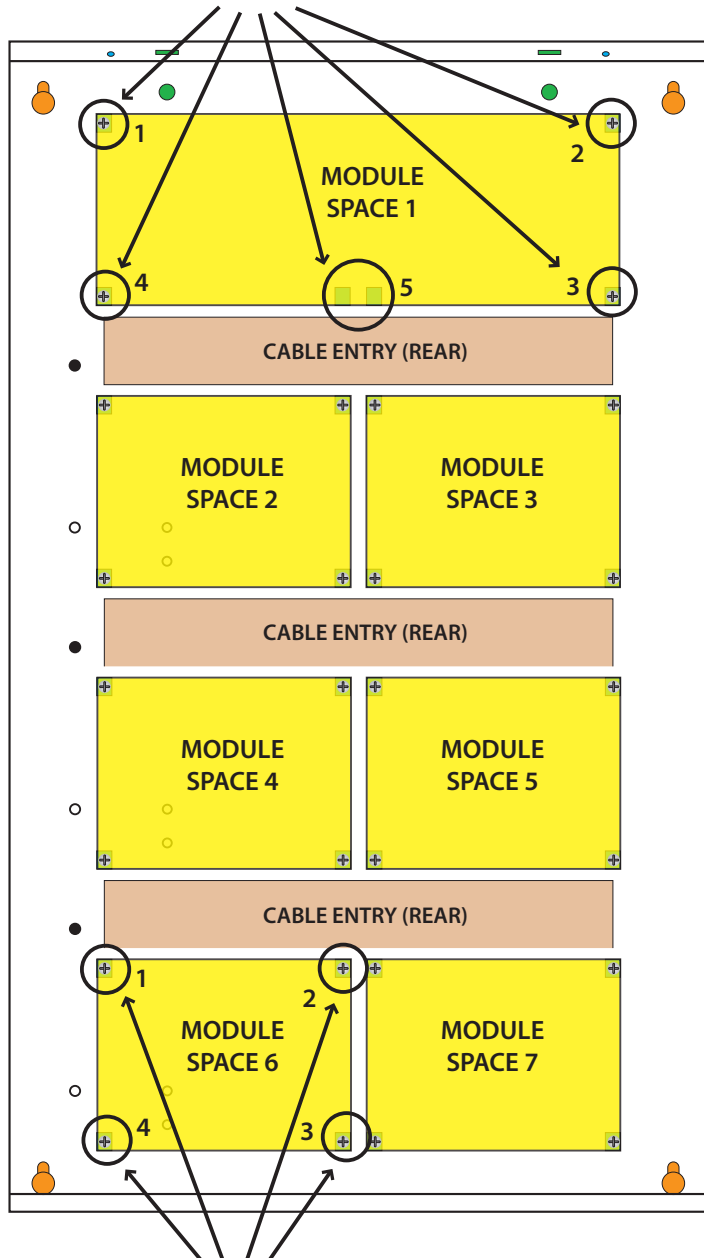 1
2
MODULE
SPACE 1
4
5
3
CABLE ENTRY (REAR)
MODULE
SPACE 2
MODULE
SPACE 3
CABLE ENTRY (REAR)
MODULE
SPACE 4
MODULE
SPACE 5
CABLE ENTRY (REAR)
1
2
MODULE
SPACE 6
4
3
MODULE
SPACE 7